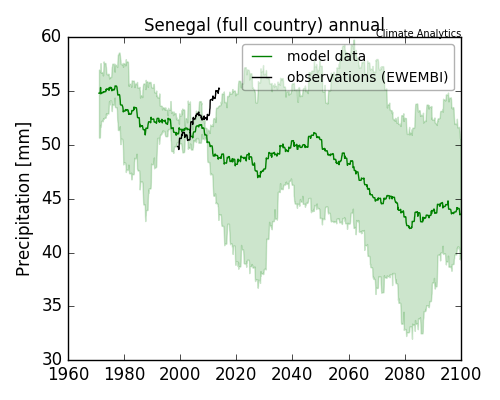 Senegal (full country) annual
Climate Analytics
model data
observations (EWEMBI)
Precipitation [mm]
60
55
50
45
40
35
30
1960 1980 2000 2020 2040 2060 2080 2100